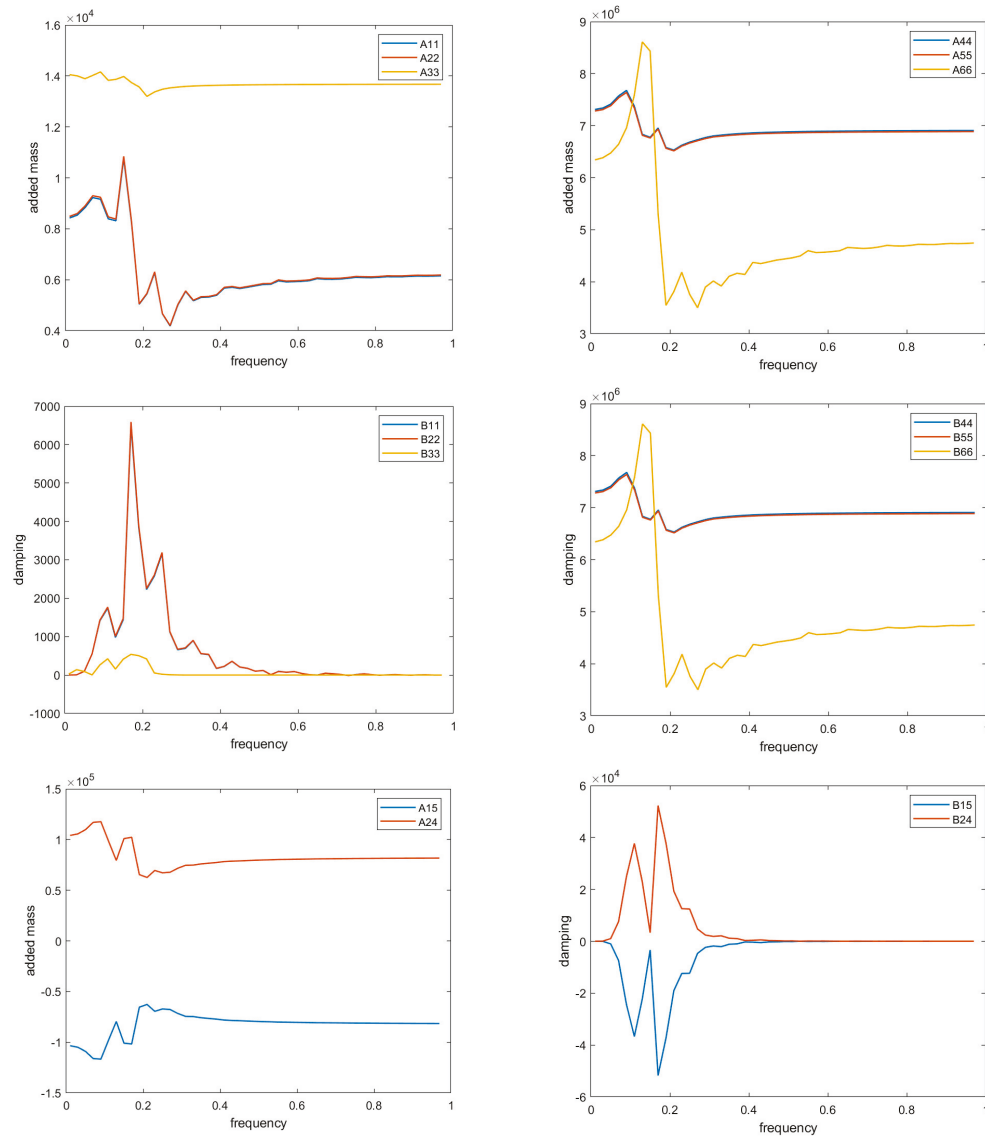 ×10⁴
1.6
1.4
1.2
1
0.8
0.6
0.4
0 0.2 0.4 0.6 0.8 1
frequency
added mass
A11
A22
A33
×10⁶
9
8
7
6
5
4
3
0 0.2 0.4 0.6 0.8 1
frequency
added mass
A44
A55
A66
7000
6000
5000
4000
3000
2000
1000
0
-1000
0 0.2 0.4 0.6 0.8 1
frequency
damping
B11
B22
B33
×10⁶
9
8
7
6
5
4
3
0 0.2 0.4 0.6 0.8 1
frequency
damping
B44
B55
B66
×10⁵
1.5
1
0.5
0
-0.5
-1
-1.5
0 0.2 0.4 0.6 0.8 1
frequency
added mass
A15
A24
×10⁴
6
4
2
0
-2
-4
-6
0 0.2 0.4 0.6 0.8 1
frequency
damping
B15
B24